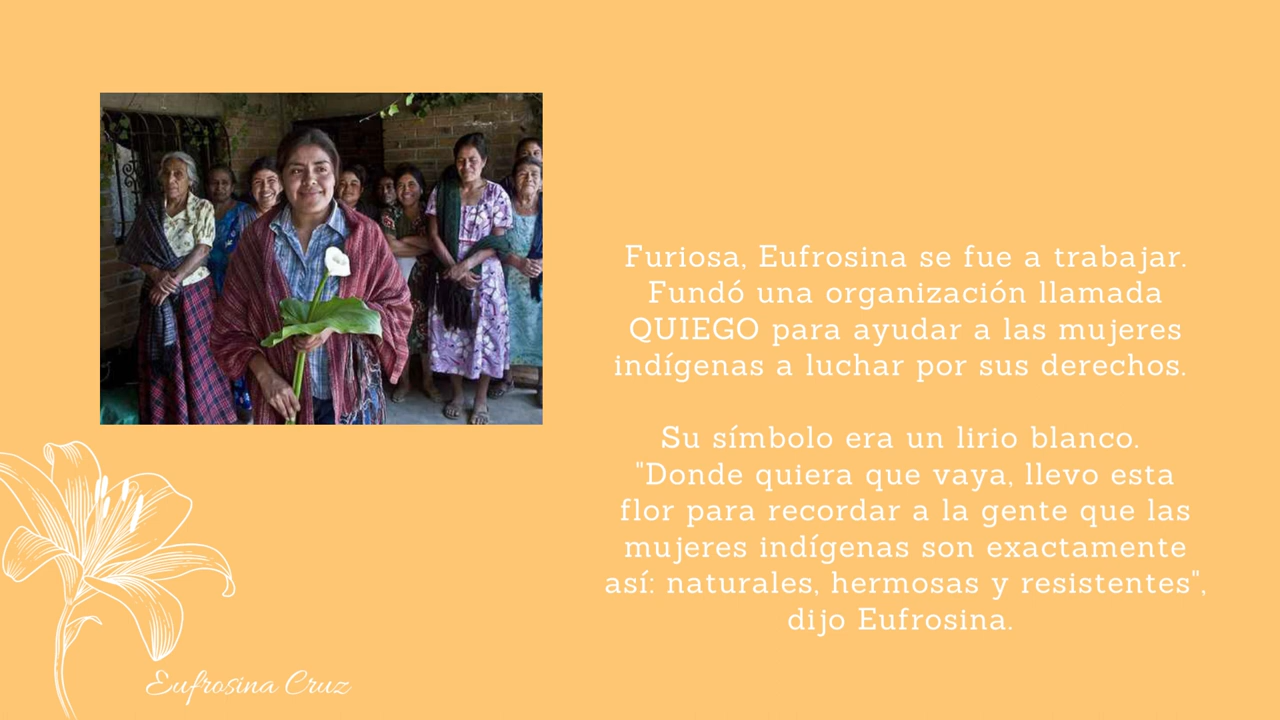 Furiosa, Eufrosina se fue a trabajar.
Fundó una organización llamada
QUIEGO para ayudar a las mujeres
indígenas a luchar por sus derechos.
Su símbolo era un lirio blanco.
"Donde quiera que vaya, llevo esta
flor para recordar a la gente que las
mujeres indígenas son exactamente
así: naturales, hermosas y resistentes",
dijo Eufrosina.
Eufrosina Cruz